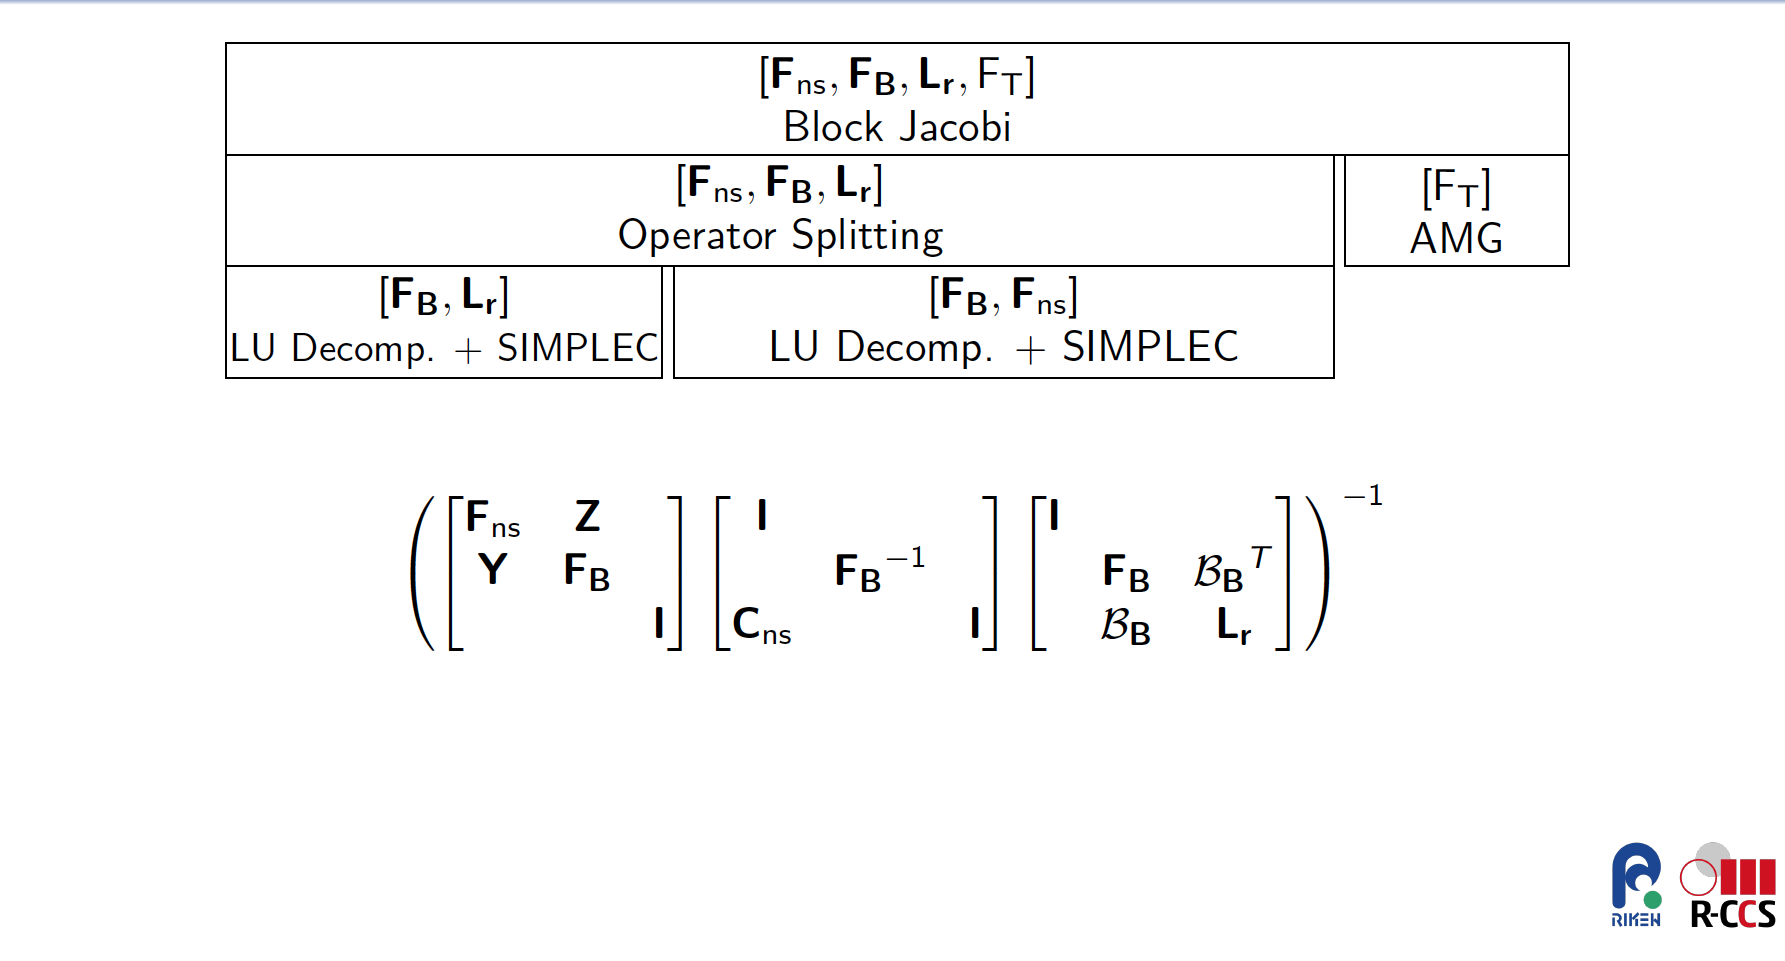 [F_ns, F_B, L_r, F_T]
Block Jacobi
[F_ns, F_B, L_r]
Operator Splitting
[F_T]
AMG
[F_B, L_r]
LU Decomp. + SIMPLEC
[F_B, F_ns]
LU Decomp. + SIMPLEC
( [ F_ns Z ] [ I ] [ I ] )^{-1}
[ Y F_B ] [ F_B^{-1} ] [ F_B ℬ_B^T ]
[ I ] [ C_ns I ] [ ℬ_B L_r ]
RIKEN
R-CCS